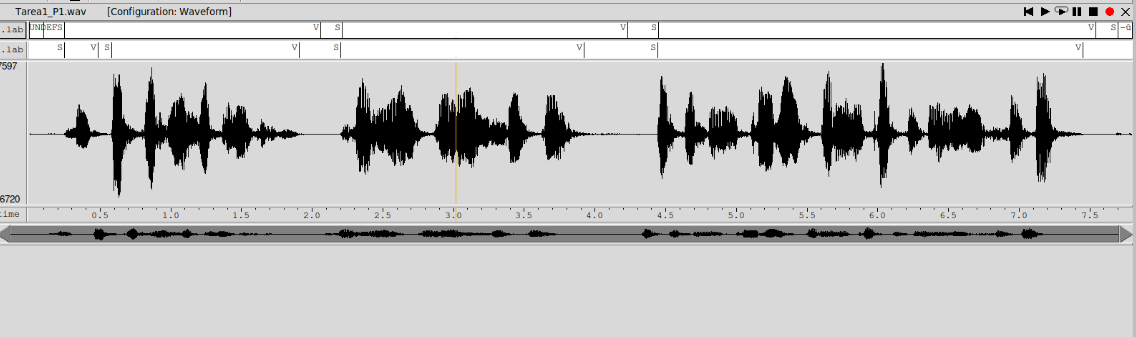 Tarea1_P1.wav [Configuration: Waveform]
.lab UNDEFS V S V S V S
.lab S V S V S V S V
7597
6720
time 0.5 1.0 1.5 2.0 2.5 3.0 3.5 4.0 4.5 5.0 5.5 6.0 6.5 7.0 7.5